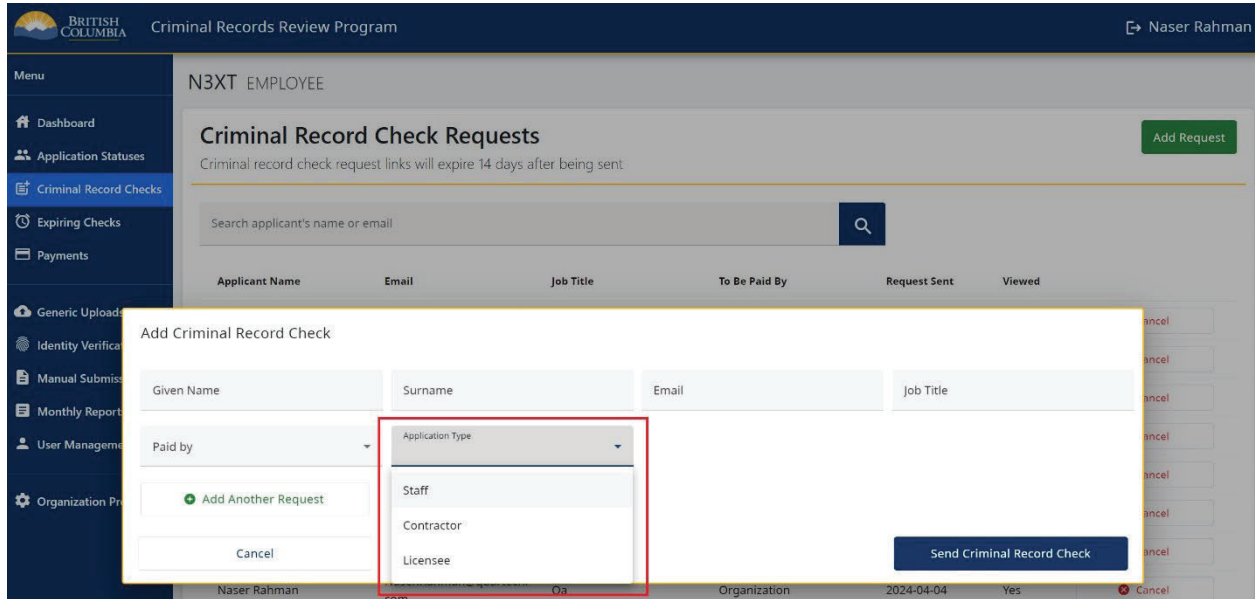 BRITISH
COLUMBIA
Criminal Records Review Program
Naser Rahman
Menu
N3XT EMPLOYEE
Dashboard
Application Statuses
Criminal Record Checks
Expiring Checks
Payments
Generic Uploads
Identity
Manual
Monthly
User
Organization
Criminal Record Check Requests
Add Request
Criminal record check request links will expire 14 days after being sent
Search applicant's name or email
Applicant Name Email Job Title To Be Paid By Request Sent Viewed
Add Criminal Record Check
Given Name Surname Email Job Title
Paid by Application Type
Staff
Contractor
Licensee
Add Another Request
Cancel
Send Criminal Record Check
Naser Rahman Qa Organization 2024-04-04 Yes Cancel
com